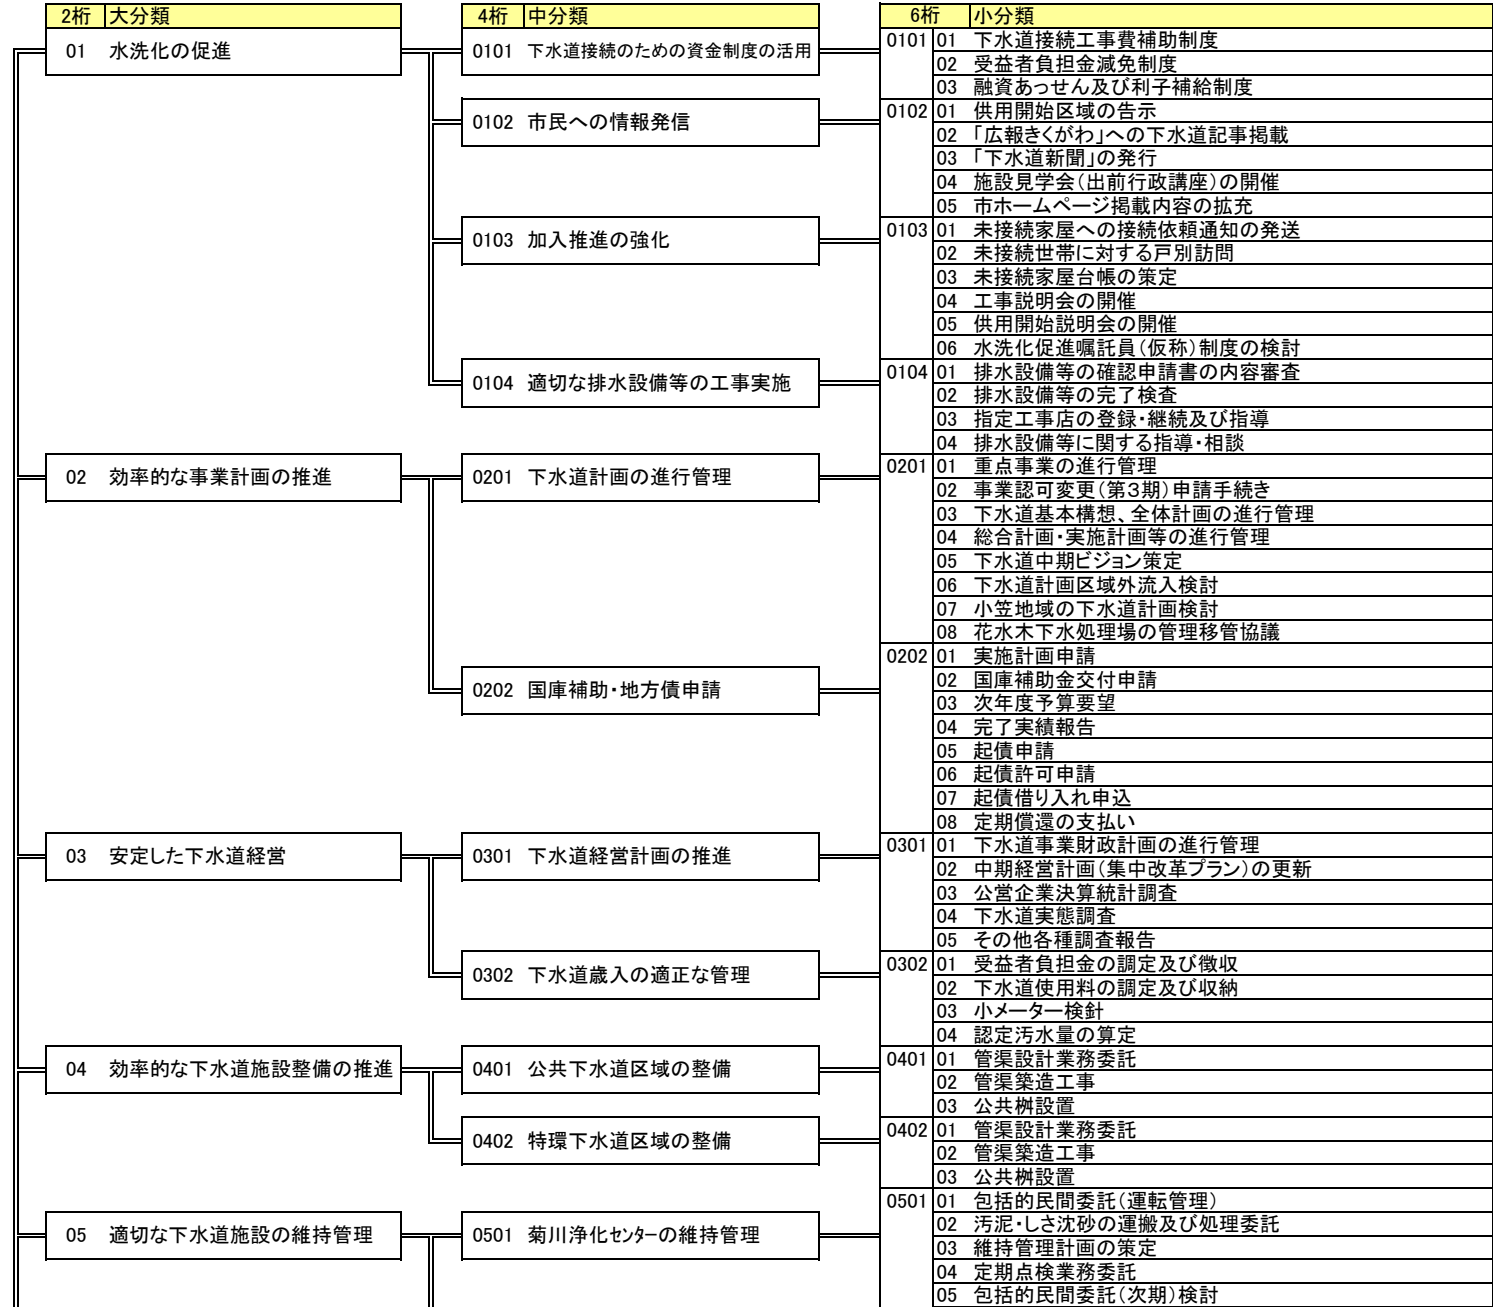 2桁 大分類 4桁 中分類 6桁 小分類
01 水洗化の促進 0101 下水道接続のための資金制度の活用 0101 01 下水道接続工事費補助制度
02 受益者負担金減免制度
03 融資あっせん及び利子補給制度
0102 市民への情報発信 0102 01 供用開始区域の告示
02 「広報きくがわ」への下水道記事掲載
03 「下水道新聞」の発行
04 施設見学会(出前行政講座)の開催
05 市ホームページ掲載内容の拡充
0103 加入推進の強化 0103 01 未接続家屋への接続依頼通知の発送
02 未接続世帯に対する戸別訪問
03 未接続家屋台帳の策定
04 工事説明会の開催
05 供用開始説明会の開催
06 水洗化促進嘱託員(仮称)制度の検討
0104 適切な排水設備等の工事実施 0104 01 排水設備等の確認申請書の内容審査
02 排水設備等の完了検査
03 指定工事店の登録・継続及び指導
04 排水設備等に関する指導・相談
02 効率的な事業計画の推進 0201 下水道計画の進行管理 0201 01 重点事業の進行管理
02 事業認可変更(第3期)申請手続き
03 下水道基本構想、全体計画の進行管理
04 総合計画・実施計画等の進行管理
05 下水道中期ビジョン策定
06 下水道計画区域外流入検討
07 小笠地域の下水道計画検討
08 花水木下水処理場の管理移管協議
0202 国庫補助・地方債申請 0202 01 実施計画申請
02 国庫補助金交付申請
03 次年度予算要望
04 完了実績報告
05 起債申請
06 起債許可申請
07 起債借り入れ申込
08 定期償還の支払い
03 安定した下水道経営 0301 下水道経営計画の推進 0301 01 下水道事業財政計画の進行管理
02 中期経営計画(集中改革プラン)の更新
03 公営企業決算統計調査
04 下水道実態調査
05 その他各種調査報告
0302 下水道歳入の適正な管理 0302 01 受益者負担金の調定及び徴収
02 下水道使用料の調定及び収納
03 小メーター検針
04 認定汚水量の算定
04 効率的な下水道施設整備の推進 0401 公共下水道区域の整備 0401 01 管渠設計業務委託
02 管渠築造工事
03 公共桝設置
0402 特環下水道区域の整備 0402 01 管渠設計業務委託
02 管渠築造工事
03 公共桝設置
05 適切な下水道施設の維持管理 0501 菊川浄化センターの維持管理 0501 01 包括的民間委託(運転管理)
02 汚泥・しさ沈砂の運搬及び処理委託
03 維持管理計画の策定
04 定期点検業務委託
05 包括的民間委託(次期)検討